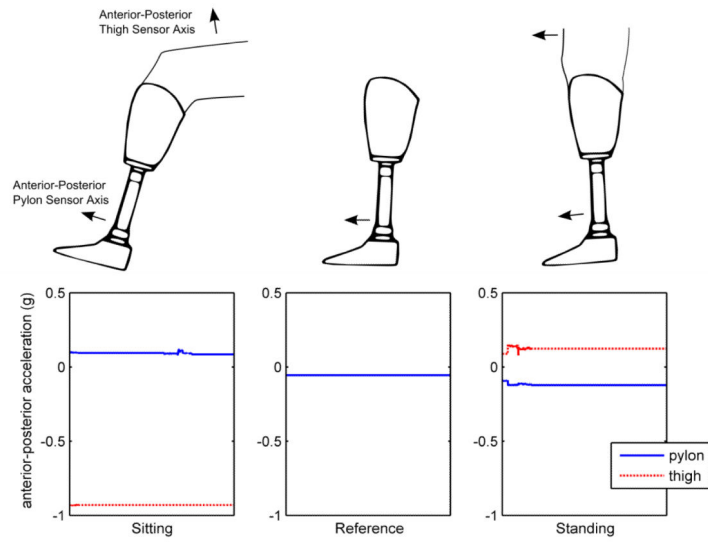 Anterior-Posterior
Thigh Sensor Axis
Anterior-Posterior
Pylon Sensor Axis
anterior-posterior acceleration (g)
0.5
0
-0.5
-1
Sitting
0.5
0
-0.5
-1
Reference
0.5
0
-0.5
-1
Standing
pylon
thigh